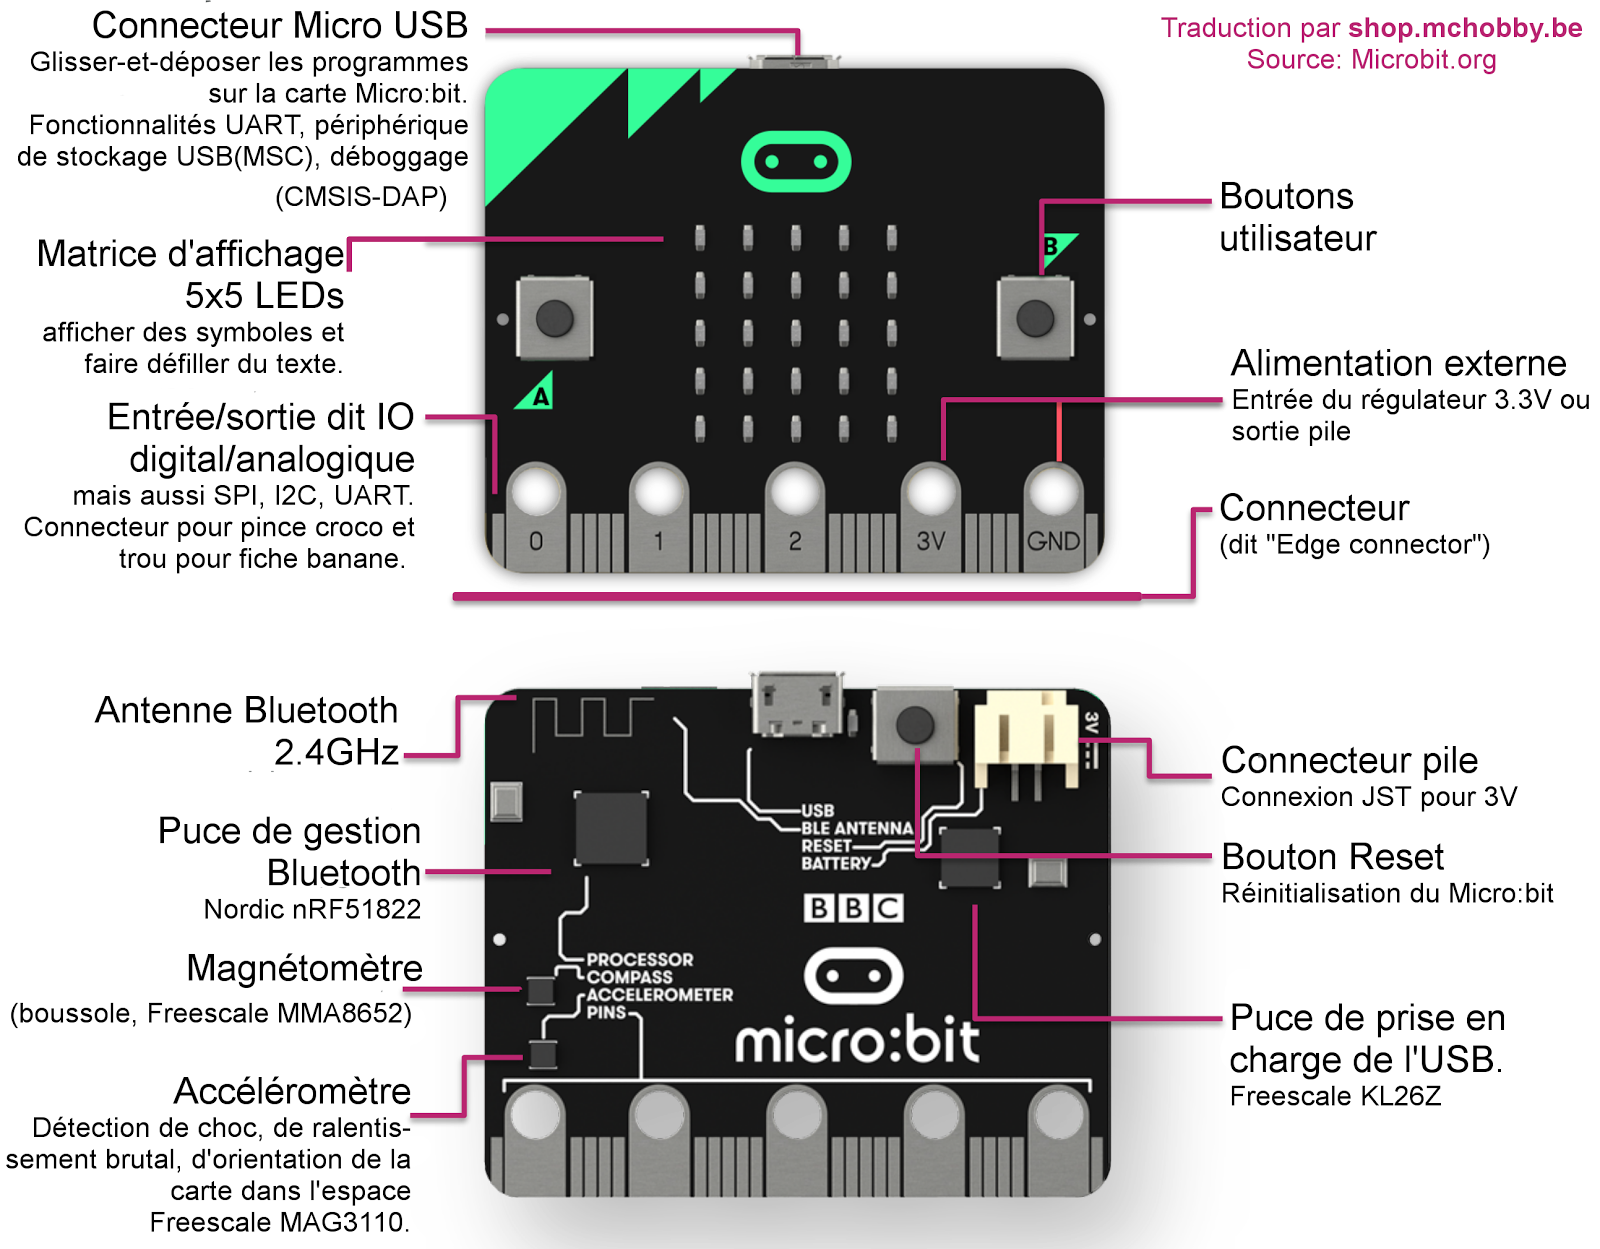 Connecteur Micro USB
Glisser-et-déposer les programmes
sur la carte Micro:bit.
Fonctionnalités UART, périphérique
de stockage USB(MSC), déboggage
(CMSIS-DAP)
Traduction par shop.mchobby.be
Source: Microbit.org
Matrice d'affichage
5x5 LEDs
afficher des symboles et
faire défiller du texte.
Boutons
utilisateur
B
A
Entrée/sortie dit IO
digital/analogique
mais aussi SPI, I2C, UART.
Connecteur pour pince croco et
trou pour fiche banane.
Alimentation externe
Entrée du régulateur 3.3V ou
sortie pile
0 1 2 3V GND
Connecteur
(dit "Edge connector")
Antenne Bluetooth
2.4GHz
3V
Connecteur pile
Connexion JST pour 3V
USB
BLE ANTENNA
RESET
BATTERY
Puce de gestion
Bluetooth
Nordic nRF51822
Bouton Reset
Réinitialisation du Micro:bit
BBC
micro:bit
PROCESSOR
COMPASS
ACCELEROMETER
PINS
Magnétomètre
(boussole, Freescale MMA8652)
Puce de prise en
charge de l'USB.
Freescale KL26Z
Accéléromètre
Détection de choc, de ralentis-
sement brutal, d'orientation de la
carte dans l'espace
Freescale MAG3110.